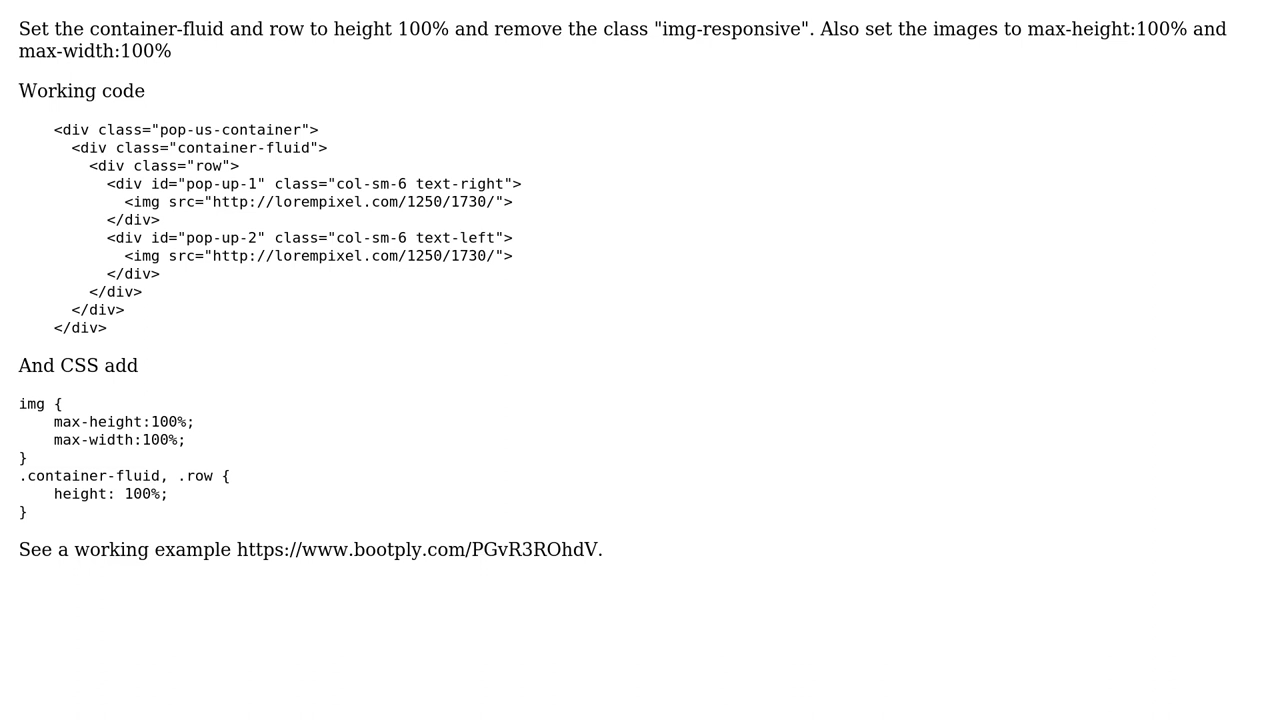 Set the container-fluid and row to height 100% and remove the class "img-responsive". Also set the images to max-height:100% and
max-width:100%
Working code
    <div class="pop-us-container">
      <div class="container-fluid">
        <div class="row">
          <div id="pop-up-1" class="col-sm-6 text-right">
            <img src="http://lorempixel.com/1250/1730/">
          </div>
          <div id="pop-up-2" class="col-sm-6 text-left">
            <img src="http://lorempixel.com/1250/1730/">
          </div>
        </div>
      </div>
    </div>
And CSS add
img {
    max-height:100%;
    max-width:100%;
}
.container-fluid, .row {
    height: 100%;
}
See a working example https://www.bootply.com/PGvR3ROhdV.